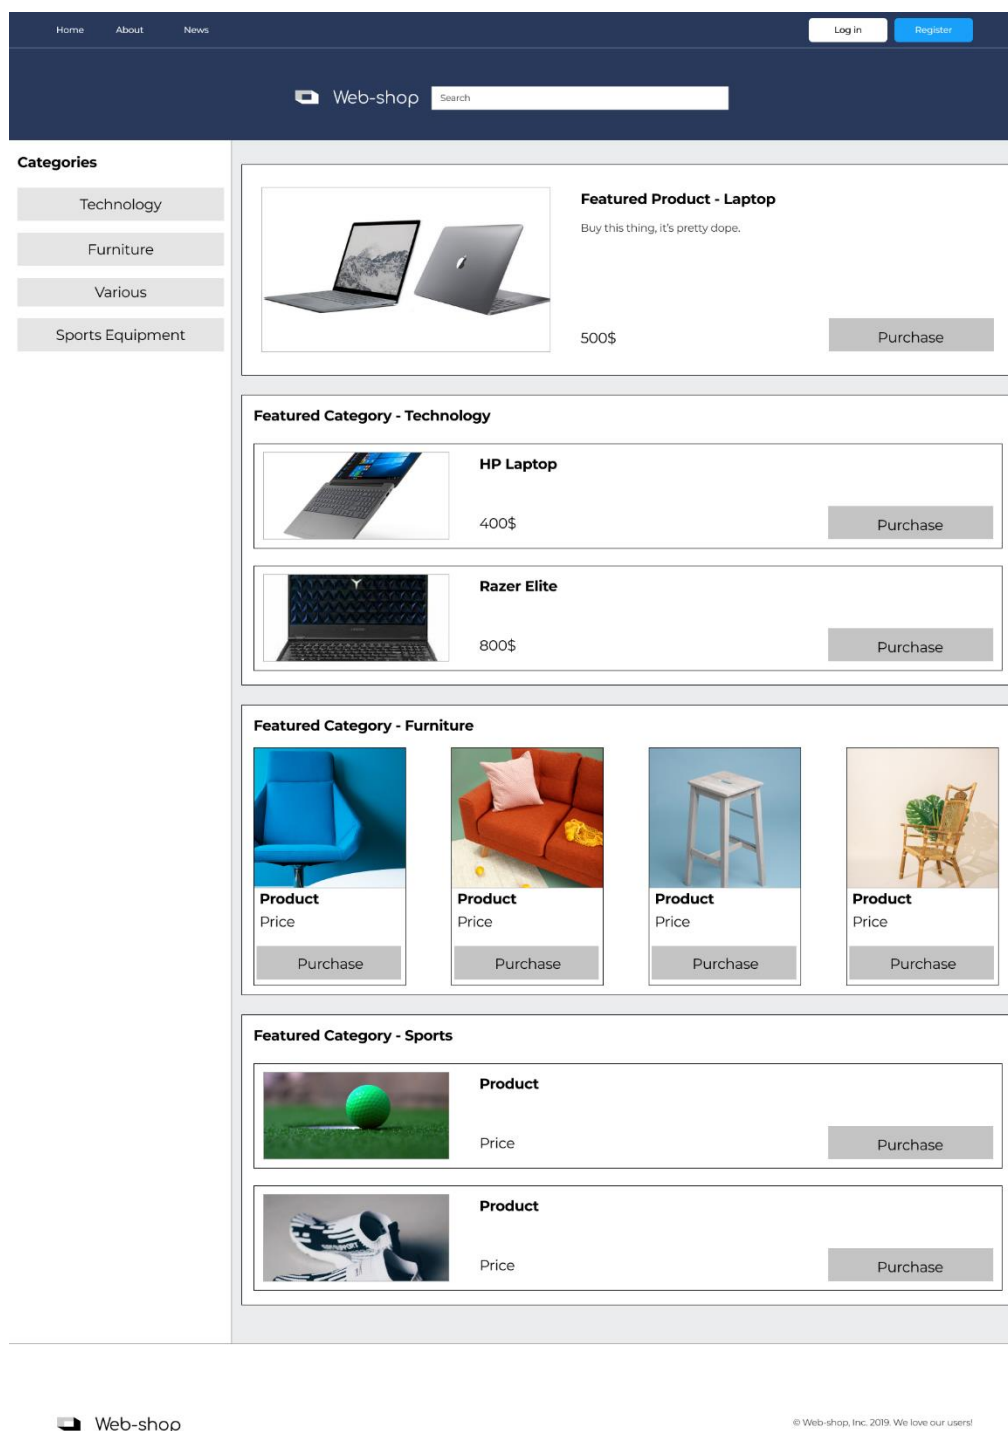 Home About News Log in Register
Web-shop Search
Categories
Technology
Furniture
Various
Sports Equipment
Featured Product - Laptop
Buy this thing, it's pretty dope.
500$ Purchase
Featured Category - Technology
HP Laptop
400$ Purchase
Razer Elite
800$ Purchase
Featured Category - Furniture
Product Product Product Product
Price Price Price Price
Purchase Purchase Purchase Purchase
Featured Category - Sports
Product
Price Purchase
Product
Price Purchase
Web-shop © Web-shop, Inc. 2019. We love our users!